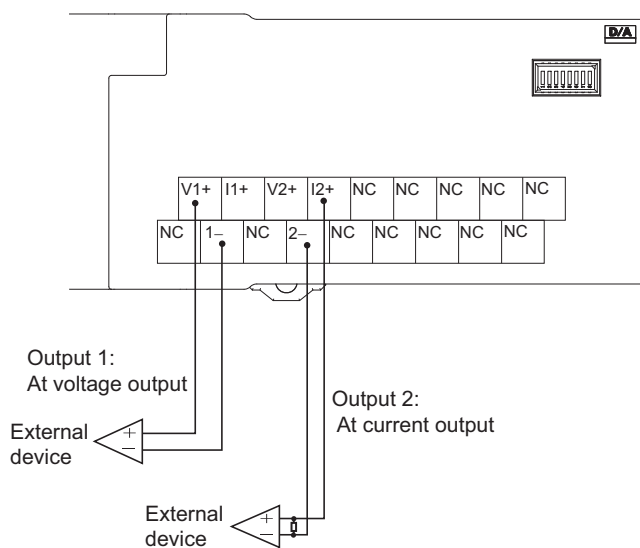 D/A
V1+ I1+ V2+ I2+ NC NC NC NC NC
NC 1– NC 2– NC NC NC NC NC
Output 1:
At voltage output
External
device
+
–
Output 2:
At current output
External
device
+
–